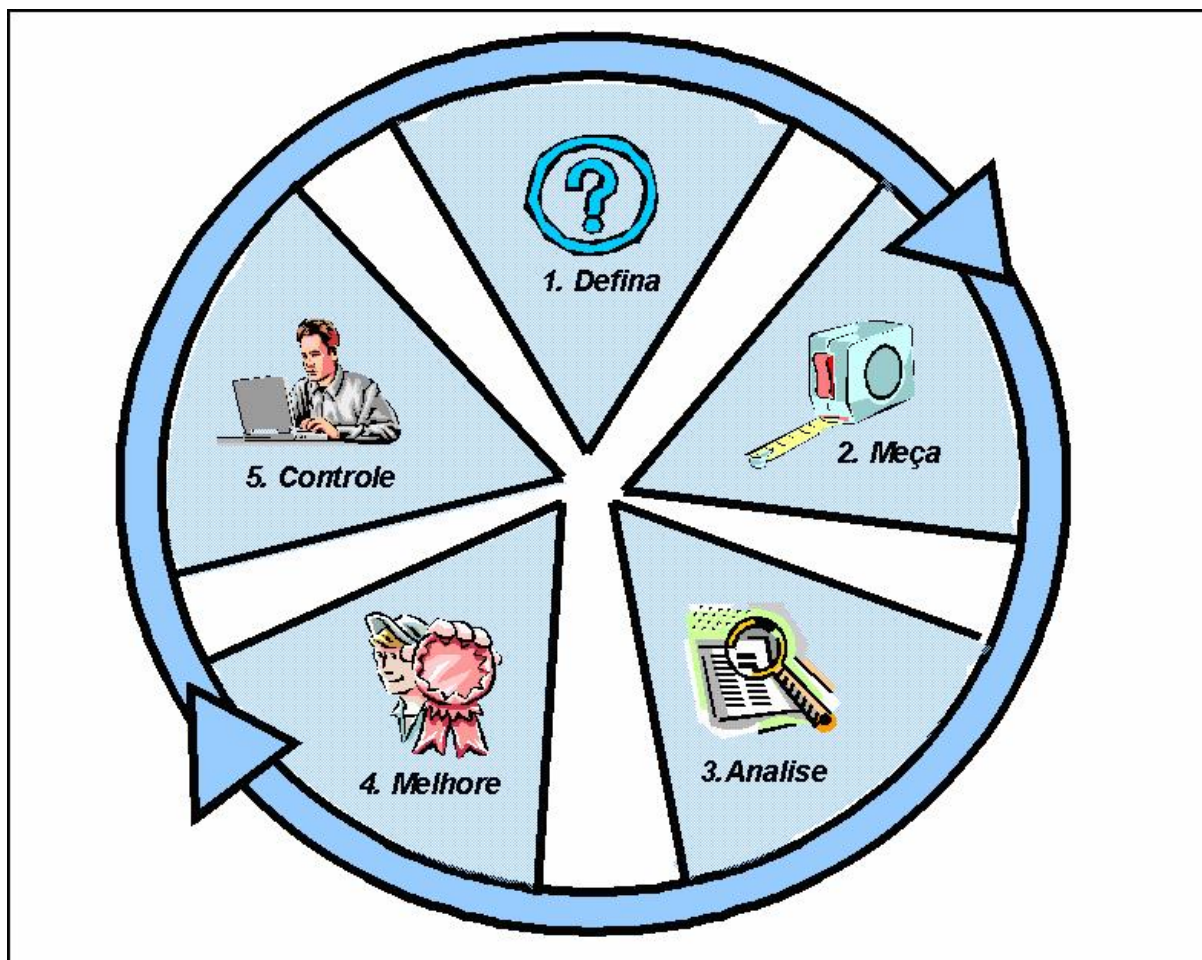 1. Defina
2. Meça
3.Analise
4. Melhore
5. Controle